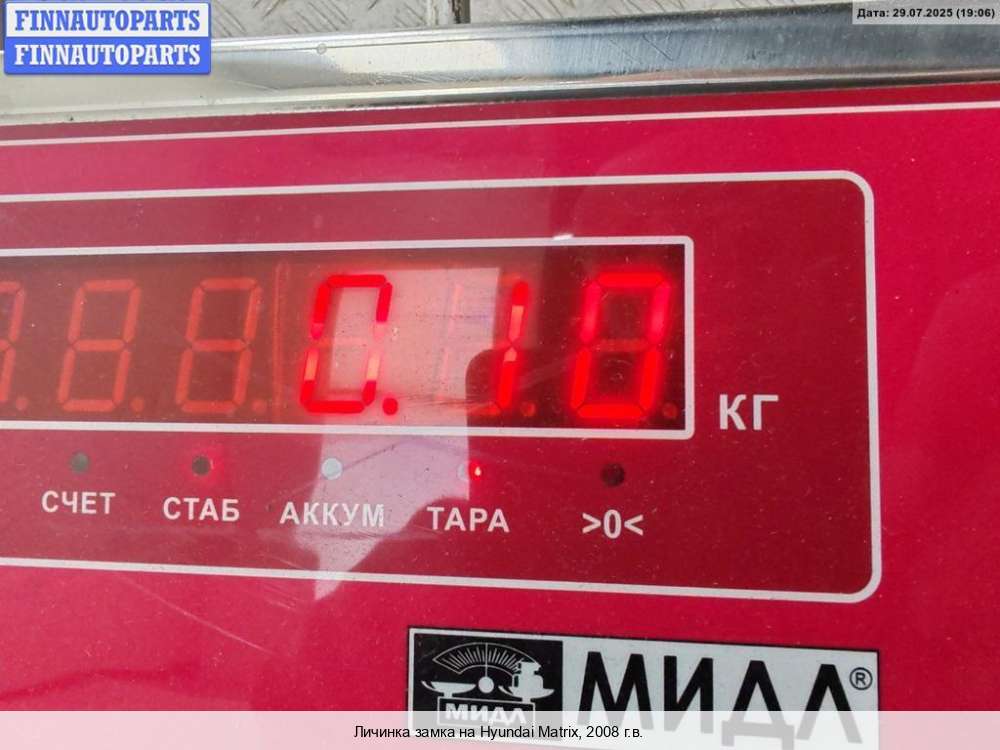 FINNAUTOPARTS
FINNAUTOPARTS
Дата: 29.07.2025 (19:06)
0.10
КГ
СЧЕТ СТАБ АККУМ ТАРА >0<
МИДЛ
МИДЛ®
Личинка замка на Hyundai Matrix, 2008 г.в.